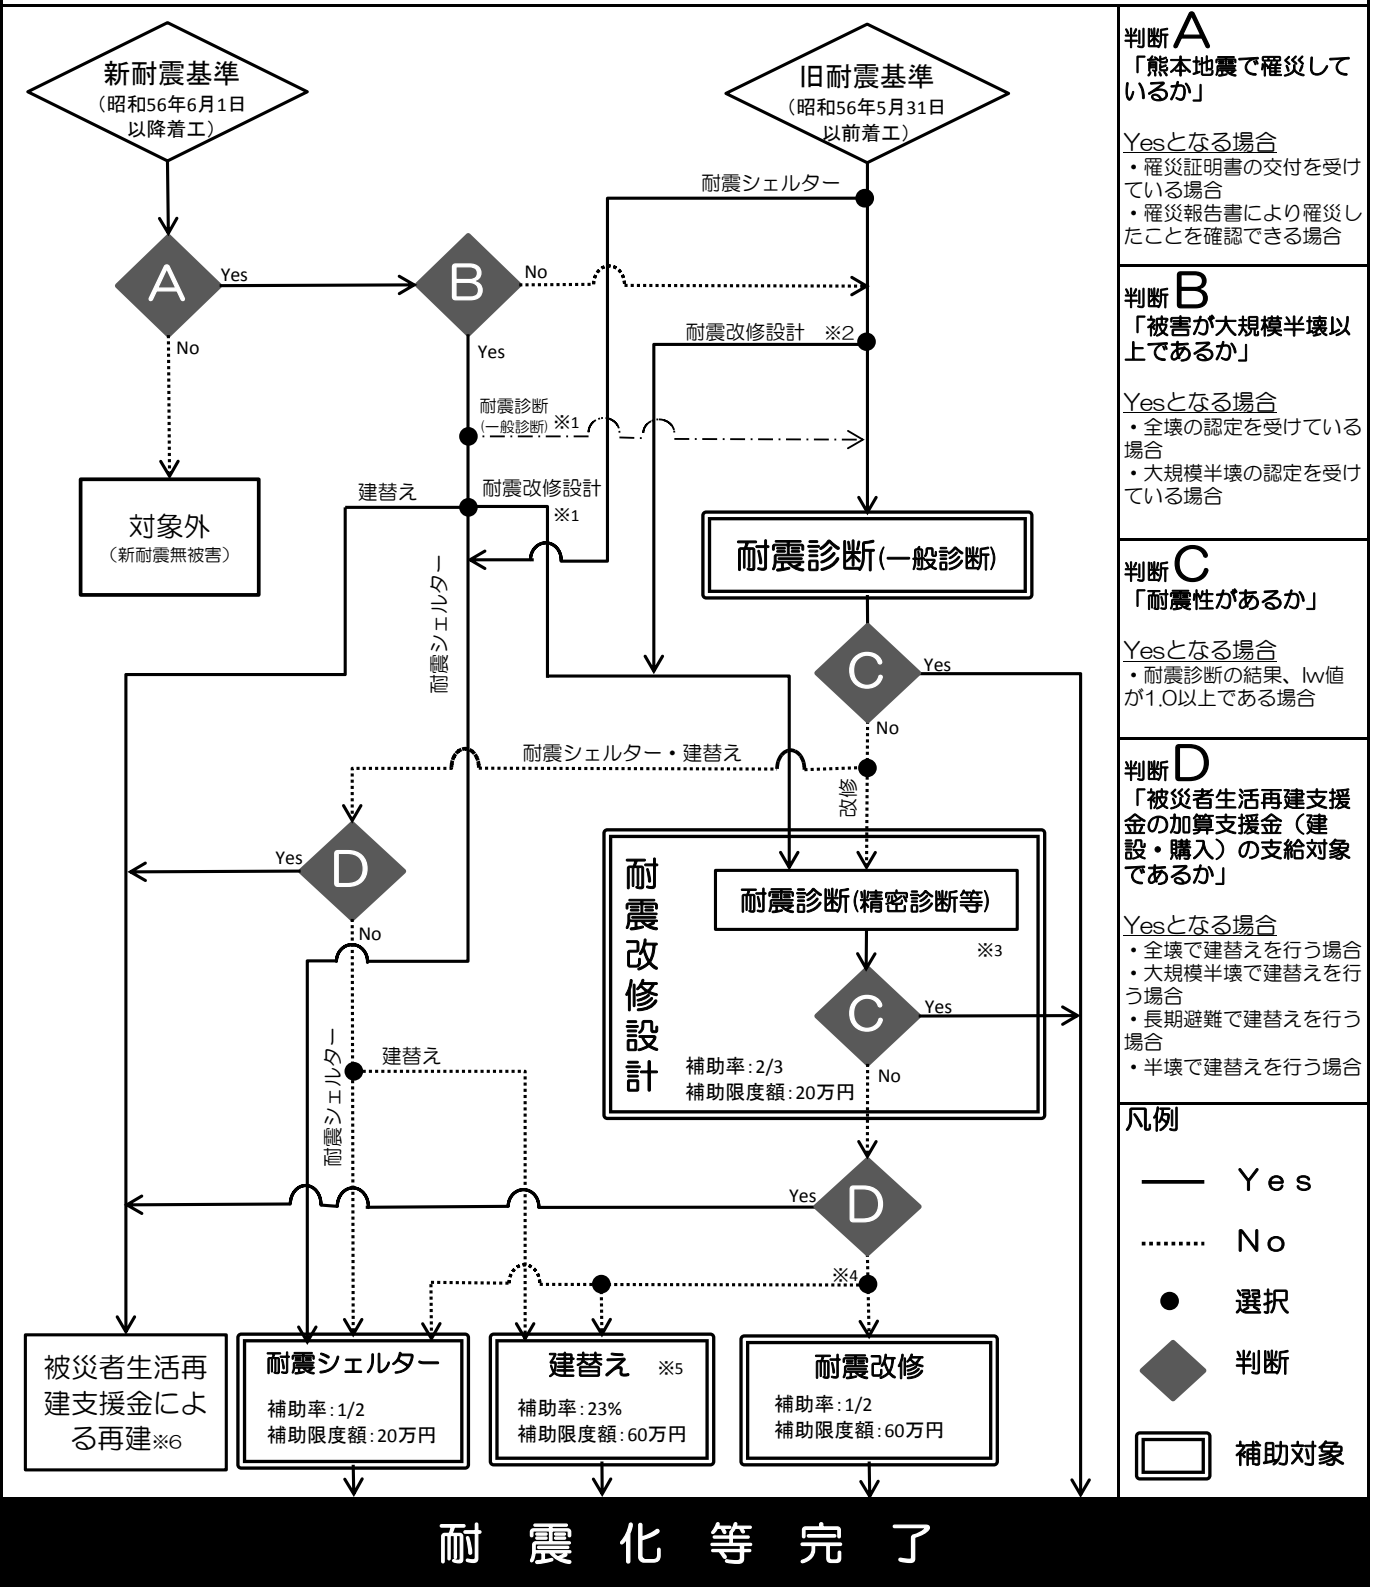 新耐震基準
（昭和56年6月1日
以降着工）
旧耐震基準
（昭和56年5月31日
以前着工）
耐震シェルター
A
Yes
No
B
No
Yes
耐震改修設計　※2
耐震診断
(一般診断) ※1
建替え
耐震改修設計
※1
対象外
（新耐震無被害）
耐震シェルター
耐震診断(一般診断)
C
Yes
No
耐震シェルター・建替え
改修
D
Yes
No
耐震改修設計
耐震診断(精密診断等)
※3
C
Yes
No
補助率：2/3
補助限度額：20万円
建替え
耐震シェルター
D
Yes
※4
被災者生活再
建支援金によ
る再建※6
耐震シェルター
補助率：1/2
補助限度額：20万円
建替え　※5
補助率：23%
補助限度額：60万円
耐震改修
補助率：1/2
補助限度額：60万円
耐震化等完了
判断A
「熊本地震で罹災して
いるか」
Yesとなる場合
・罹災証明書の交付を受け
ている場合
・罹災報告書により罹災し
たことを確認できる場合
判断B
「被害が大規模半壊以
上であるか」
Yesとなる場合
・全壊の認定を受けている
場合
・大規模半壊の認定を受け
ている場合
判断C
「耐震性があるか」
Yesとなる場合
・耐震診断の結果、Iw値
が1.0以上である場合
判断D
「被災者生活再建支援
金の加算支援金（建
設・購入）の支給対象
であるか」
Yesとなる場合
・全壊で建替えを行う場合
・大規模半壊で建替えを行
う場合
・長期避難で建替えを行う
場合
・半壊で建替えを行う場合
凡例
Yes
No
選択
判断
補助対象